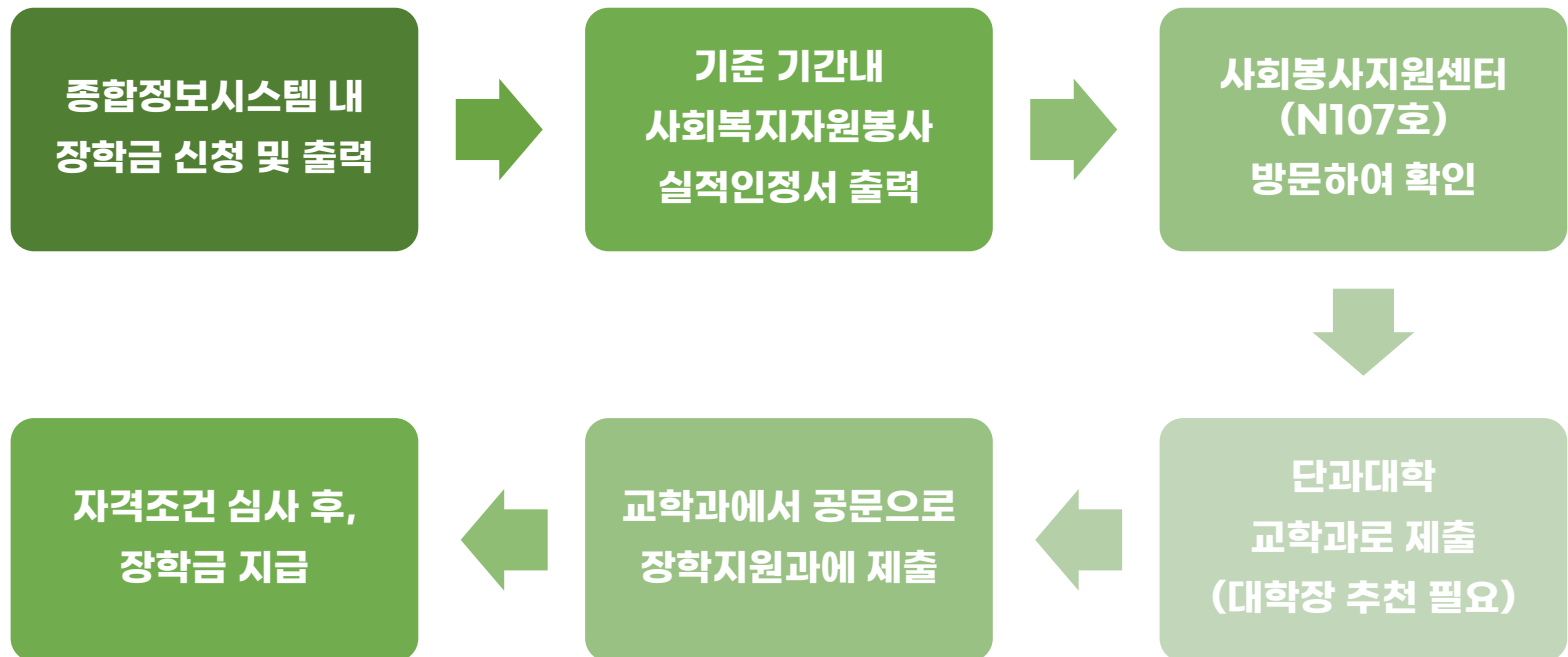 종합정보시스템 내
장학금 신청 및 출력
기준 기간내
사회복지자원봉사
실적인정서 출력
사회봉사지원센터
(N107호)
방문하여 확인
단과대학
교학과로 제출
(대학장 추천 필요)
교학과에서 공문으로
장학지원과에 제출
자격조건 심사 후,
장학금 지급